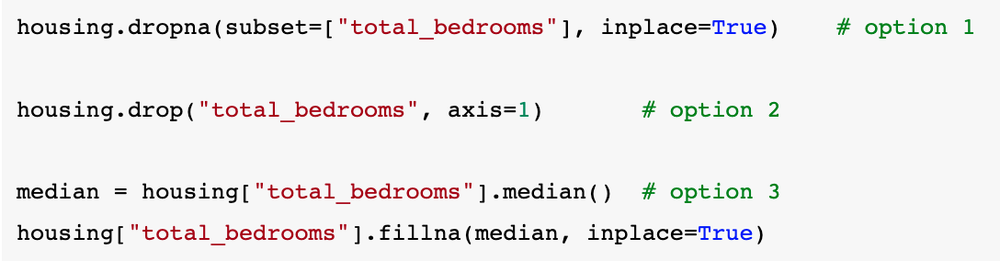 housing.dropna(subset=["total_bedrooms"], inplace=True)    # option 1
housing.drop("total_bedrooms", axis=1)       # option 2
median = housing["total_bedrooms"].median()  # option 3
housing["total_bedrooms"].fillna(median, inplace=True)